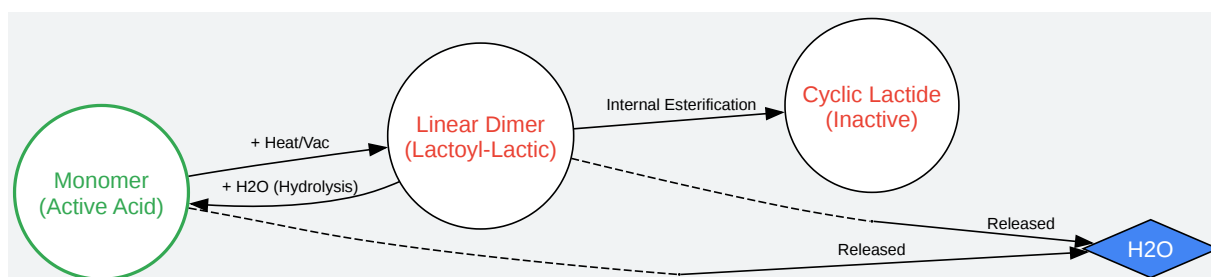 Monomer
(Active Acid)
+ Heat/Vac
+ H2O (Hydrolysis)
Linear Dimer
(Lactoyl-Lactic)
Internal Esterification
Cyclic Lactide
(Inactive)
Released
Released
H2O